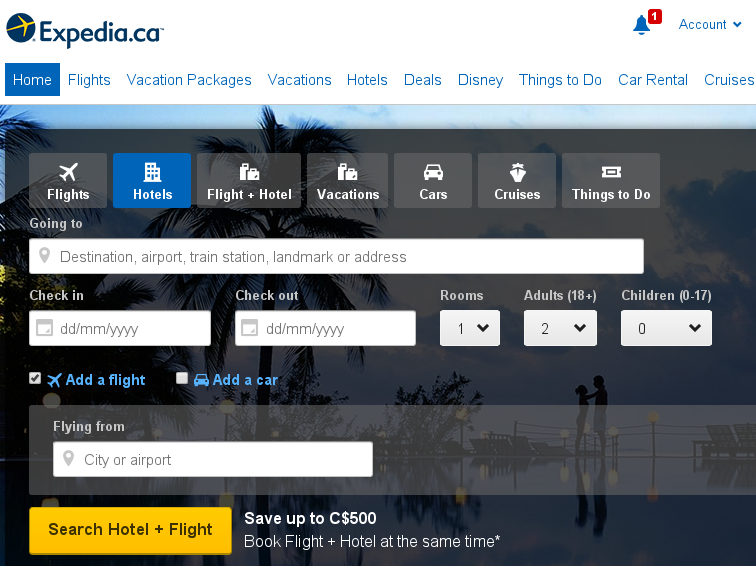 Expedia.ca™
1
Account
Home Flights Vacation Packages Vacations Hotels Deals Disney Things to Do Car Rental Cruises
Flights Hotels Flight + Hotel Vacations Cars Cruises Things to Do
Going to
Destination, airport, train station, landmark or address
Check in Check out Rooms Adults (18+) Children (0-17)
dd/mm/yyyy dd/mm/yyyy 1 2 0
Add a flight Add a car
Flying from
City or airport
Search Hotel + Flight
Save up to C$500
Book Flight + Hotel at the same time*